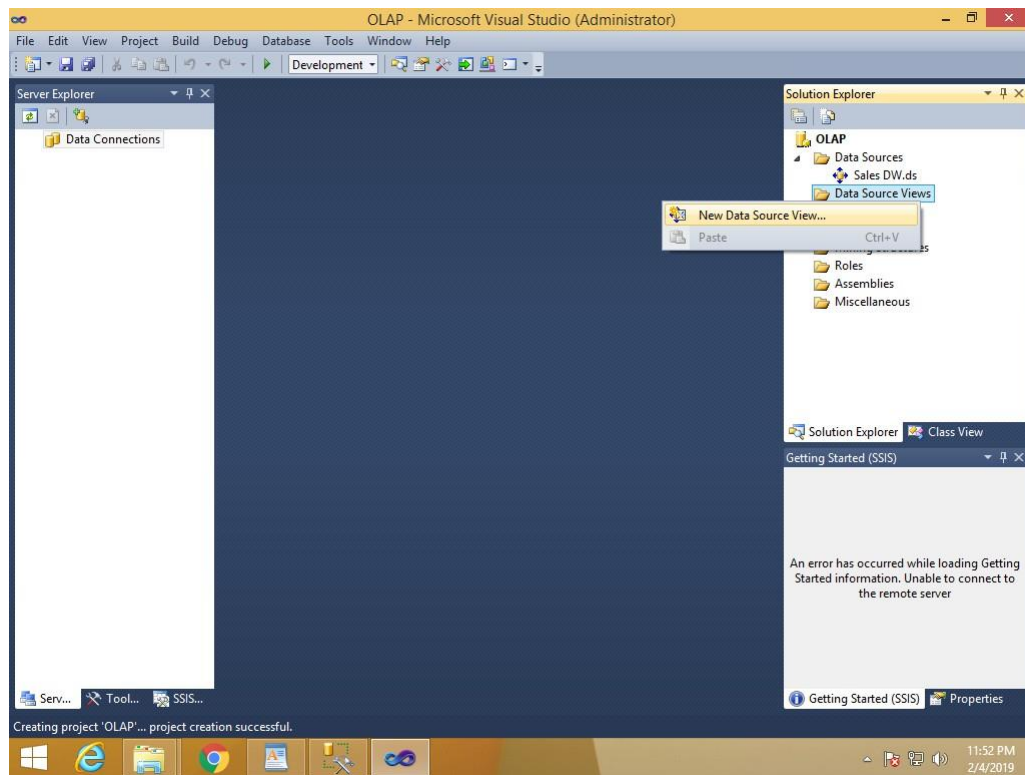 OLAP - Microsoft Visual Studio (Administrator)
File Edit View Project Build Debug Database Tools Window Help
Development
Server Explorer
Data Connections
Solution Explorer
OLAP
Data Sources
Sales DW.ds
Data Source Views
New Data Source View...
Paste Ctrl+V
Roles
Assemblies
Miscellaneous
Solution Explorer Class View
Getting Started (SSIS)
An error has occurred while loading Getting
Started information. Unable to connect to
the remote server
Serv... Tool... SSIS...
Getting Started (SSIS) Properties
Creating project 'OLAP'... project creation successful.
11:52 PM
2/4/2019